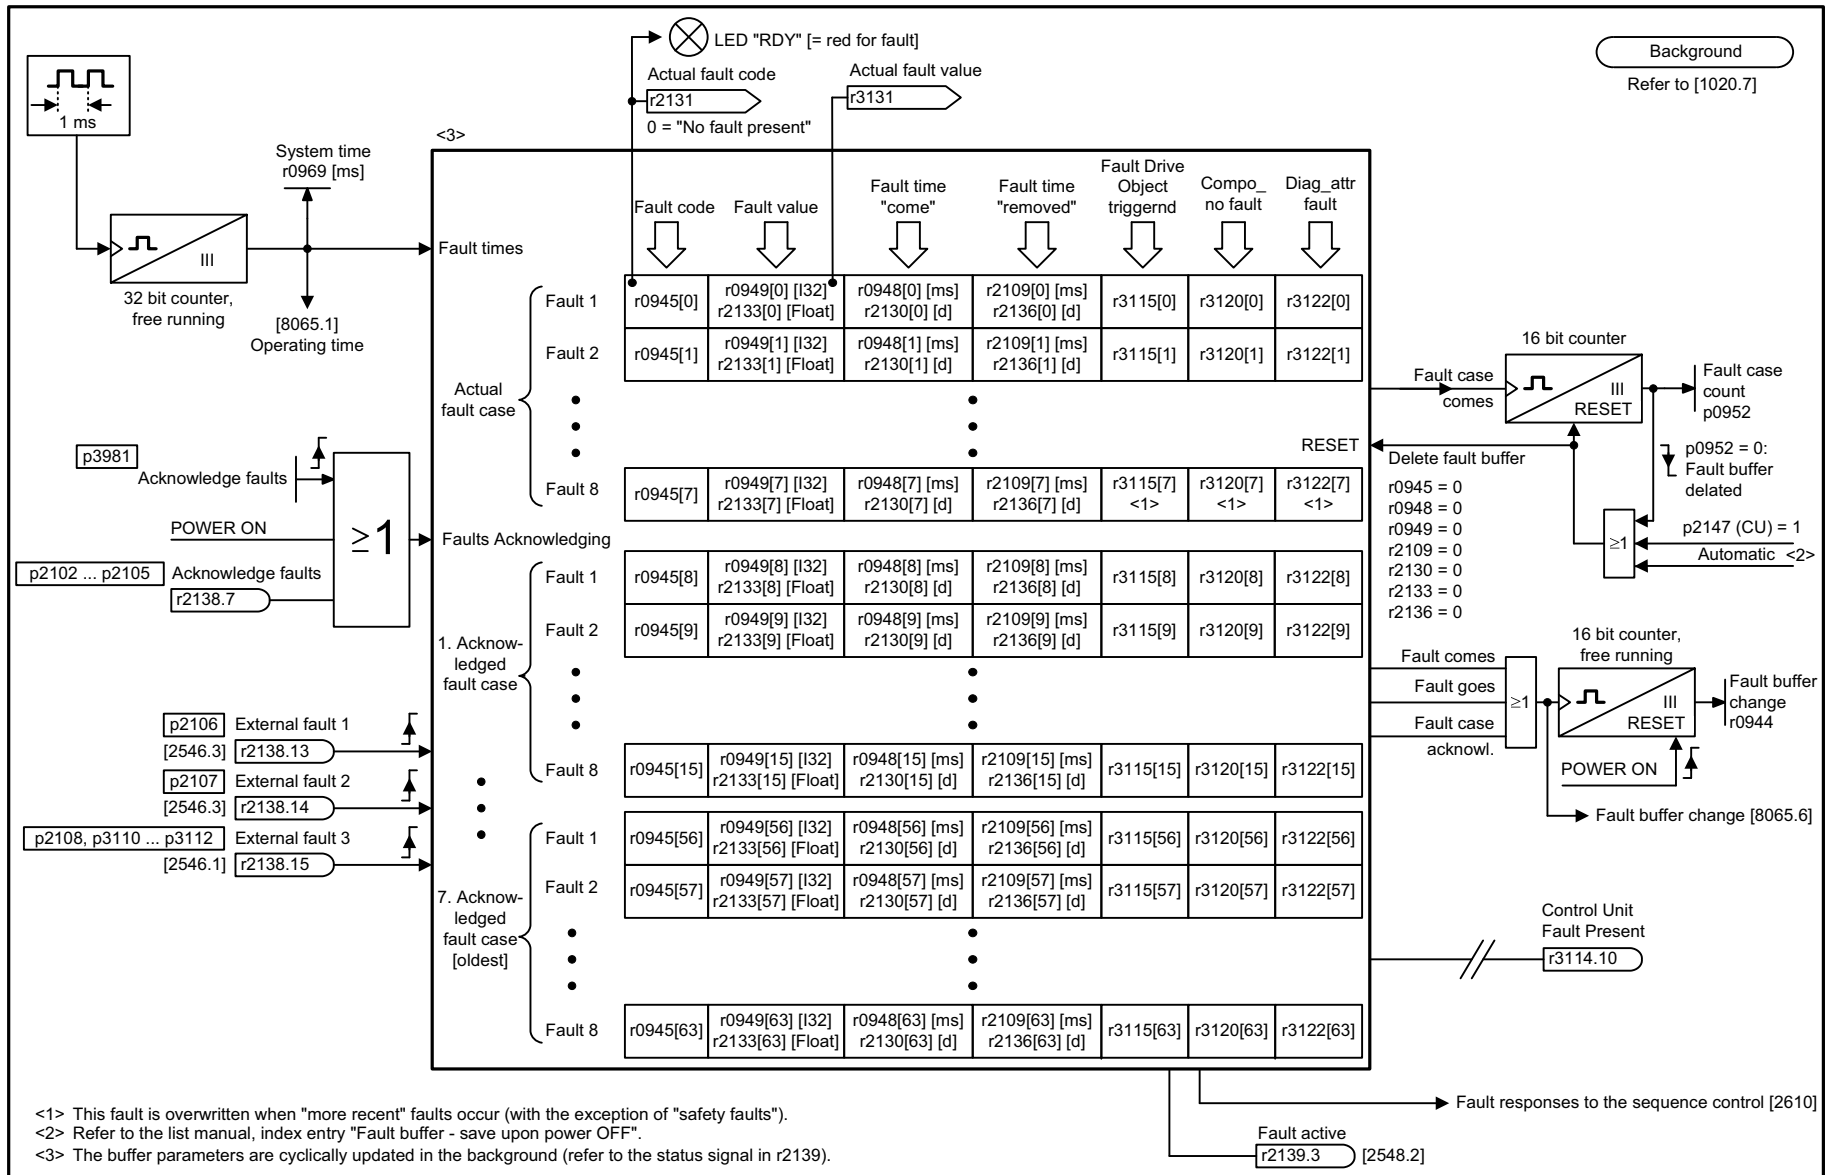 LED "RDY" [= red for fault]
Background
Refer to [1020.7]
Actual fault code
r2131
0 = "No fault present"
Actual fault value
r3131
1 ms
<3>
System time
r0969 [ms]
III
32 bit counter,
free running
[8065.1]
Operating time
Fault times
Fault code
Fault value
Fault time
"come"
Fault time
"removed"
Fault Drive
Object
triggernd
Compo_
no fault
Diag_attr
fault
Actual
fault case
Fault 1
r0945[0]
r0949[0] [I32]
r2133[0] [Float]
r0948[0] [ms]
r2130[0] [d]
r2109[0] [ms]
r2136[0] [d]
r3115[0]
r3120[0]
r3122[0]
Fault 2
r0945[1]
r0949[1] [I32]
r2133[1] [Float]
r0948[1] [ms]
r2130[1] [d]
r2109[1] [ms]
r2136[1] [d]
r3115[1]
r3120[1]
r3122[1]
Fault 8
r0945[7]
r0949[7] [I32]
r2133[7] [Float]
r0948[7] [ms]
r2130[7] [d]
r2109[7] [ms]
r2136[7] [d]
r3115[7]
<1>
r3120[7]
<1>
r3122[7]
<1>
RESET
p3981
Acknowledge faults
POWER ON
p2102 ... p2105
Acknowledge faults
r2138.7
≥1
Faults Acknowledging
1. Acknow-
ledged
fault case
Fault 1
r0945[8]
r0949[8] [I32]
r2133[8] [Float]
r0948[8] [ms]
r2130[8] [d]
r2109[8] [ms]
r2136[8] [d]
r3115[8]
r3120[8]
r3122[8]
Fault 2
r0945[9]
r0949[9] [I32]
r2133[9] [Float]
r0948[9] [ms]
r2130[9] [d]
r2109[9] [ms]
r2136[9] [d]
r3115[9]
r3120[9]
r3122[9]
Fault 8
r0945[15]
r0949[15] [I32]
r2133[15] [Float]
r0948[15] [ms]
r2130[15] [d]
r2109[15] [ms]
r2136[15] [d]
r3115[15]
r3120[15]
r3122[15]
p2106
External fault 1
[2546.3]
r2138.13
p2107
External fault 2
[2546.3]
r2138.14
p2108, p3110 ... p3112
External fault 3
[2546.1]
r2138.15
7. Acknow-
ledged
fault case
[oldest]
Fault 1
r0945[56]
r0949[56] [I32]
r2133[56] [Float]
r0948[56] [ms]
r2130[56] [d]
r2109[56] [ms]
r2136[56] [d]
r3115[56]
r3120[56]
r3122[56]
Fault 2
r0945[57]
r0949[57] [I32]
r2133[57] [Float]
r0948[57] [ms]
r2130[57] [d]
r2109[57] [ms]
r2136[57] [d]
r3115[57]
r3120[57]
r3122[57]
Fault 8
r0945[63]
r0949[63] [I32]
r2133[63] [Float]
r0948[63] [ms]
r2130[63] [d]
r2109[63] [ms]
r2136[63] [d]
r3115[63]
r3120[63]
r3122[63]
16 bit counter
Fault case
comes
III
RESET
Fault case
count
p0952
Delete fault buffer
r0945 = 0
r0948 = 0
r0949 = 0
r2109 = 0
r2130 = 0
r2133 = 0
r2136 = 0
p0952 = 0:
Fault buffer
delated
≥1
p2147 (CU) = 1
Automatic <2>
16 bit counter,
free running
Fault comes
Fault goes
Fault case
acknowl.
≥1
III
RESET
Fault buffer
change
r0944
POWER ON
Fault buffer change [8065.6]
Control Unit
Fault Present
r3114.10
Fault responses to the sequence control [2610]
Fault active
r2139.3
[2548.2]
<1> This fault is overwritten when "more recent" faults occur (with the exception of "safety faults").
<2> Refer to the list manual, index entry "Fault buffer - save upon power OFF".
<3> The buffer parameters are cyclically updated in the background (refer to the status signal in r2139).